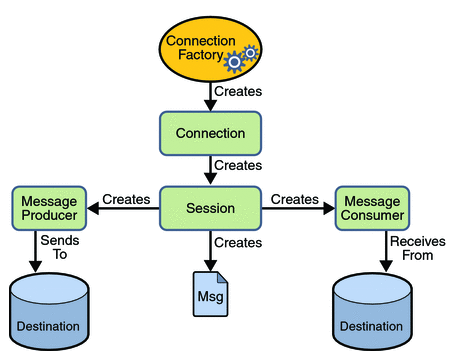 Connection
Factory
Creates
Connection
Creates
Message
Producer
Creates
Session
Creates
Message
Consumer
Sends
To
Creates
Receives
From
Msg
Destination
Destination